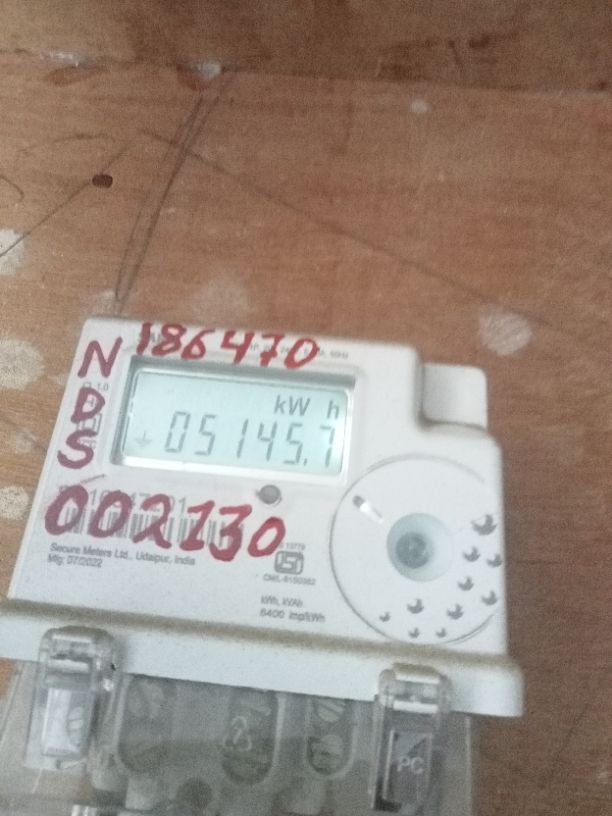 186470
N
D
S
kW h
05145.7
002130
Secure Meters Ltd., Udaipur, India
Mfg: 07/2022
kWh, kVAh
6400 imp/kWh
PC